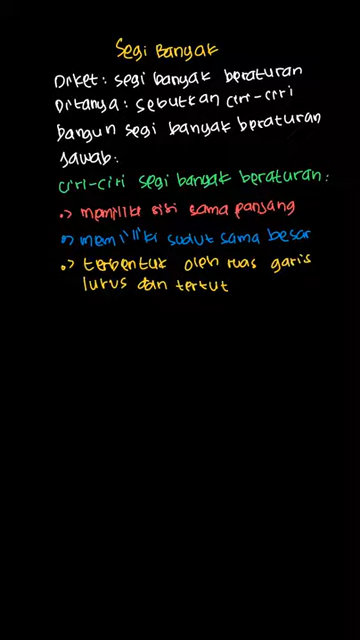 Segi Banyak
Diket: segi banyak beraturan
Ditanya: sebutkan ciri-ciri
bangun segi banyak beraturan
Jawab:
Ciri-ciri segi banyak beraturan:
•> memiliki sisi sama panjang
•> memiliki sudut sama besar
•> terbentuk oleh ruas garis
lurus dan tertut